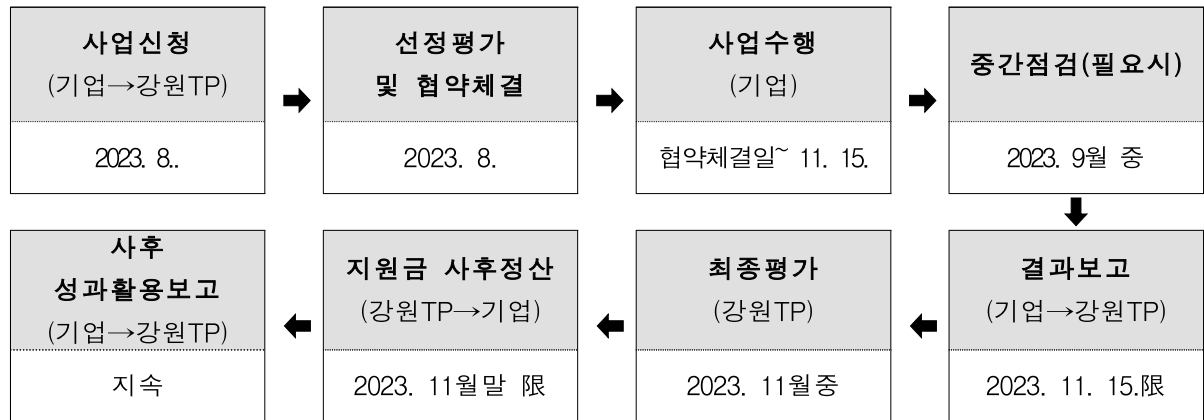 사업신청
(기업→강원TP)
2023. 8..
선정평가
및 협약체결
2023. 8.
사업수행
(기업)
협약체결일~ 11. 15.
중간점검(필요시)
2023. 9월 중
결과보고
(기업→강원TP)
2023. 11. 15.限
최종평가
(강원TP)
2023. 11월중
지원금 사후정산
(강원TP→기업)
2023. 11월말 限
사후
성과활용보고
(기업→강원TP)
지속